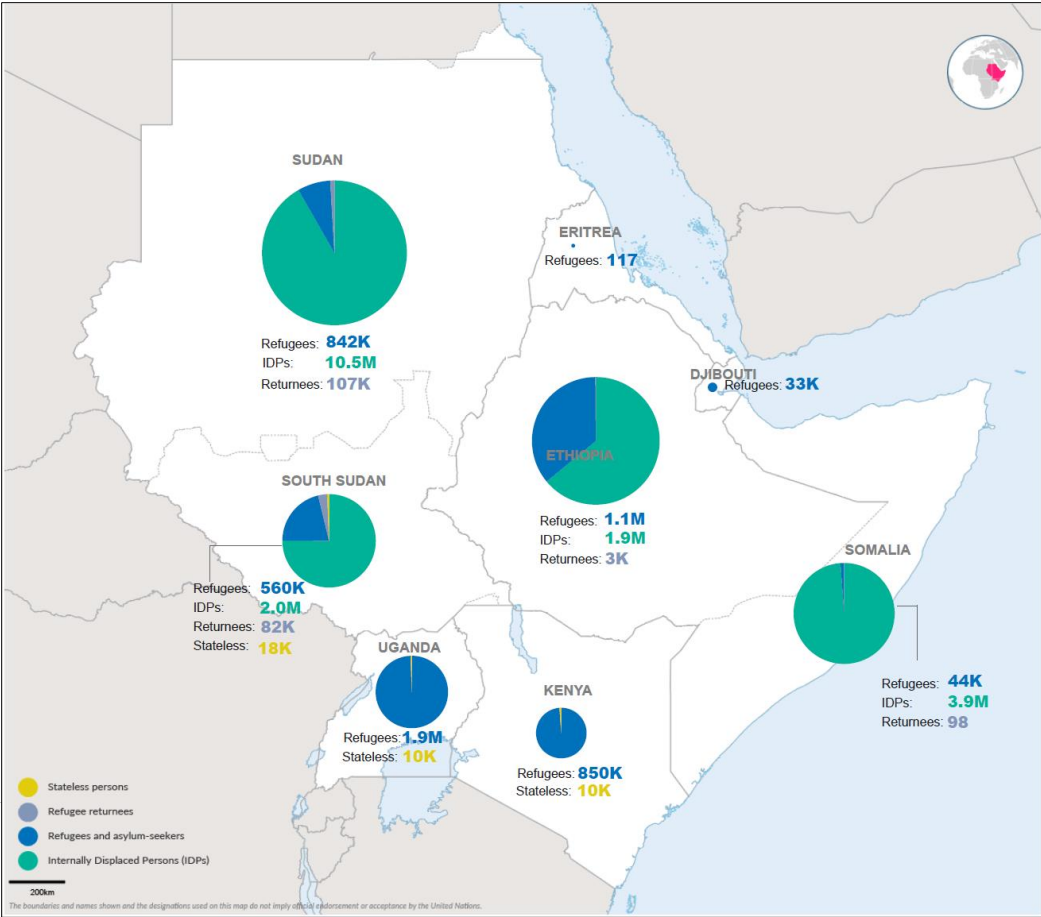 SUDAN
Refugees: 842K
IDPs: 10.5M
Returnees: 107K
ERITREA
Refugees: 117
DJIBOUTI
Refugees: 33K
ETHIOPIA
Refugees: 1.1M
IDPs: 1.9M
Returnees: 3K
SOUTH SUDAN
Refugees: 560K
IDPs: 2.0M
Returnees: 82K
Stateless: 18K
SOMALIA
Refugees: 44K
IDPs: 3.9M
Returnees: 98
UGANDA
Refugees: 1.9M
Stateless: 10K
KENYA
Refugees: 850K
Stateless: 10K
Stateless persons
Refugee returnees
Refugees and asylum-seekers
Internally Displaced Persons (IDPs)
200km
The boundaries and names shown and the designations used on this map do not imply official endorsement or acceptance by the United Nations.